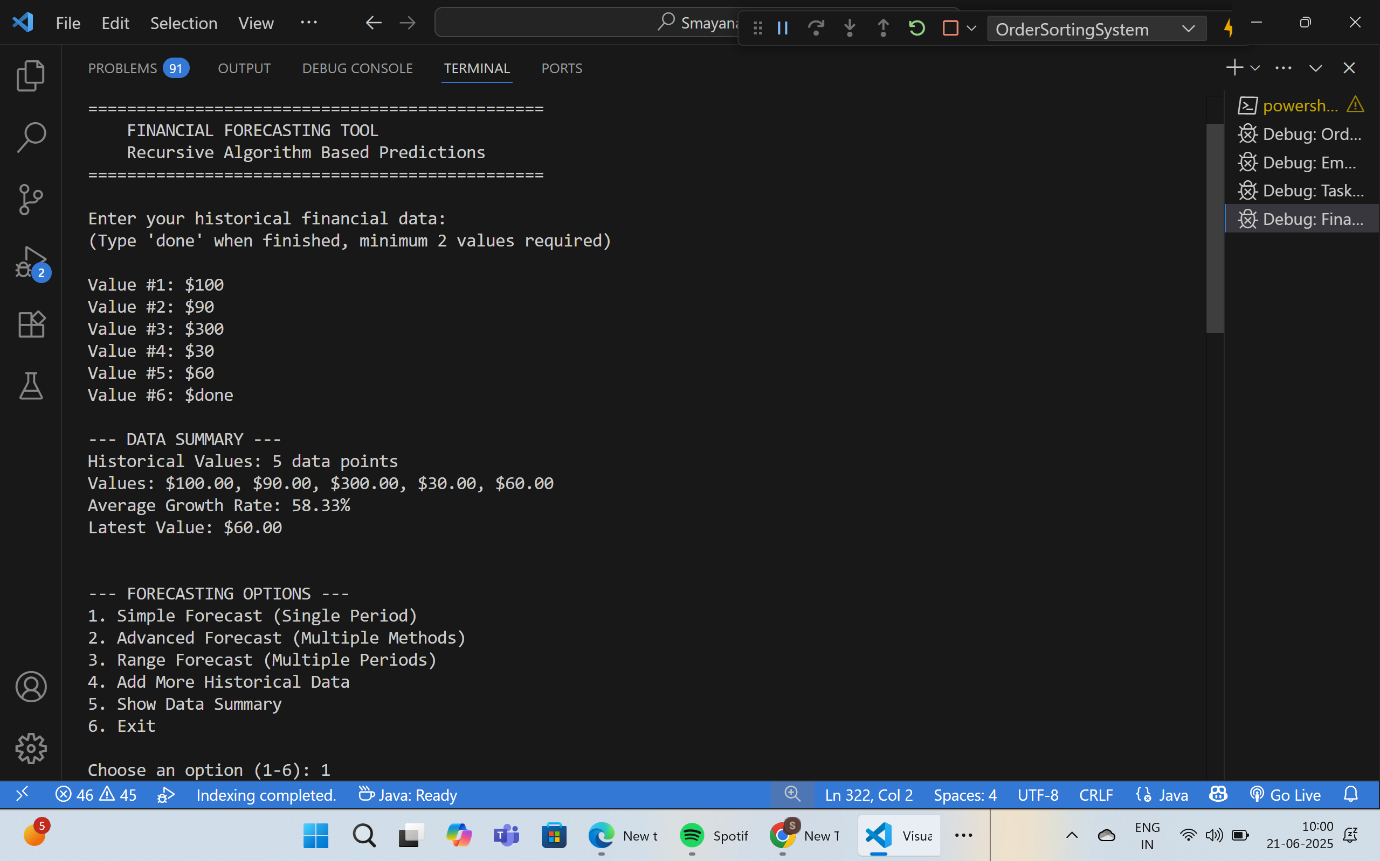 File Edit Selection View ···
Smayana
OrderSortingSystem
PROBLEMS 91 OUTPUT DEBUG CONSOLE TERMINAL PORTS
===============================================
FINANCIAL FORECASTING TOOL
Recursive Algorithm Based Predictions
===============================================
Enter your historical financial data:
(Type 'done' when finished, minimum 2 values required)
Value #1: $100
Value #2: $90
Value #3: $300
Value #4: $30
Value #5: $60
Value #6: $done
--- DATA SUMMARY ---
Historical Values: 5 data points
Values: $100.00, $90.00, $300.00, $30.00, $60.00
Average Growth Rate: 58.33%
Latest Value: $60.00
--- FORECASTING OPTIONS ---
1. Simple Forecast (Single Period)
2. Advanced Forecast (Multiple Methods)
3. Range Forecast (Multiple Periods)
4. Add More Historical Data
5. Show Data Summary
6. Exit
Choose an option (1-6): 1
powersh...
Debug: Ord...
Debug: Em...
Debug: Task...
Debug: Fina...
2
46 45 Indexing completed. Java: Ready Ln 322, Col 2 Spaces: 4 UTF-8 CRLF Java Go Live
5 New t Spotif S New T Visua ··· ENG IN 10:00 21-06-2025